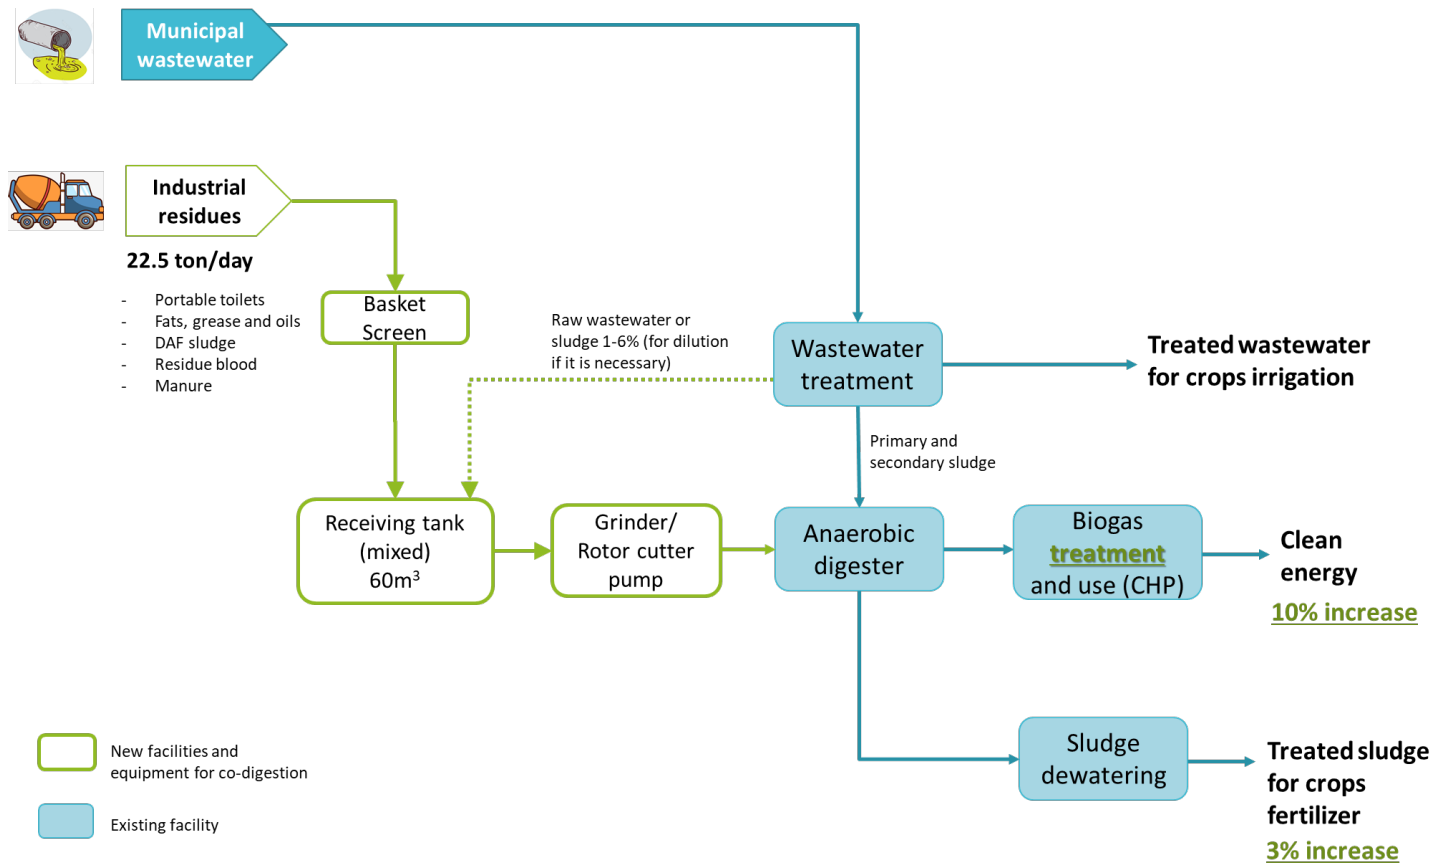 Municipal
wastewater
Industrial
residues
22.5 ton/day
- Portable toilets
- Fats, grease and oils
- DAF sludge
- Residue blood
- Manure
Basket
Screen
Raw wastewater or
sludge 1-6% (for dilution
if it is necessary)
Wastewater
treatment
Treated wastewater
for crops irrigation
Primary and
secondary sludge
Receiving tank
(mixed)
60m³
Grinder/
Rotor cutter
pump
Anaerobic
digester
Biogas
treatment
and use (CHP)
Clean
energy
10% increase
Sludge
dewatering
Treated sludge
for crops
fertilizer
3% increase
New facilities and
equipment for co-digestion
Existing facility